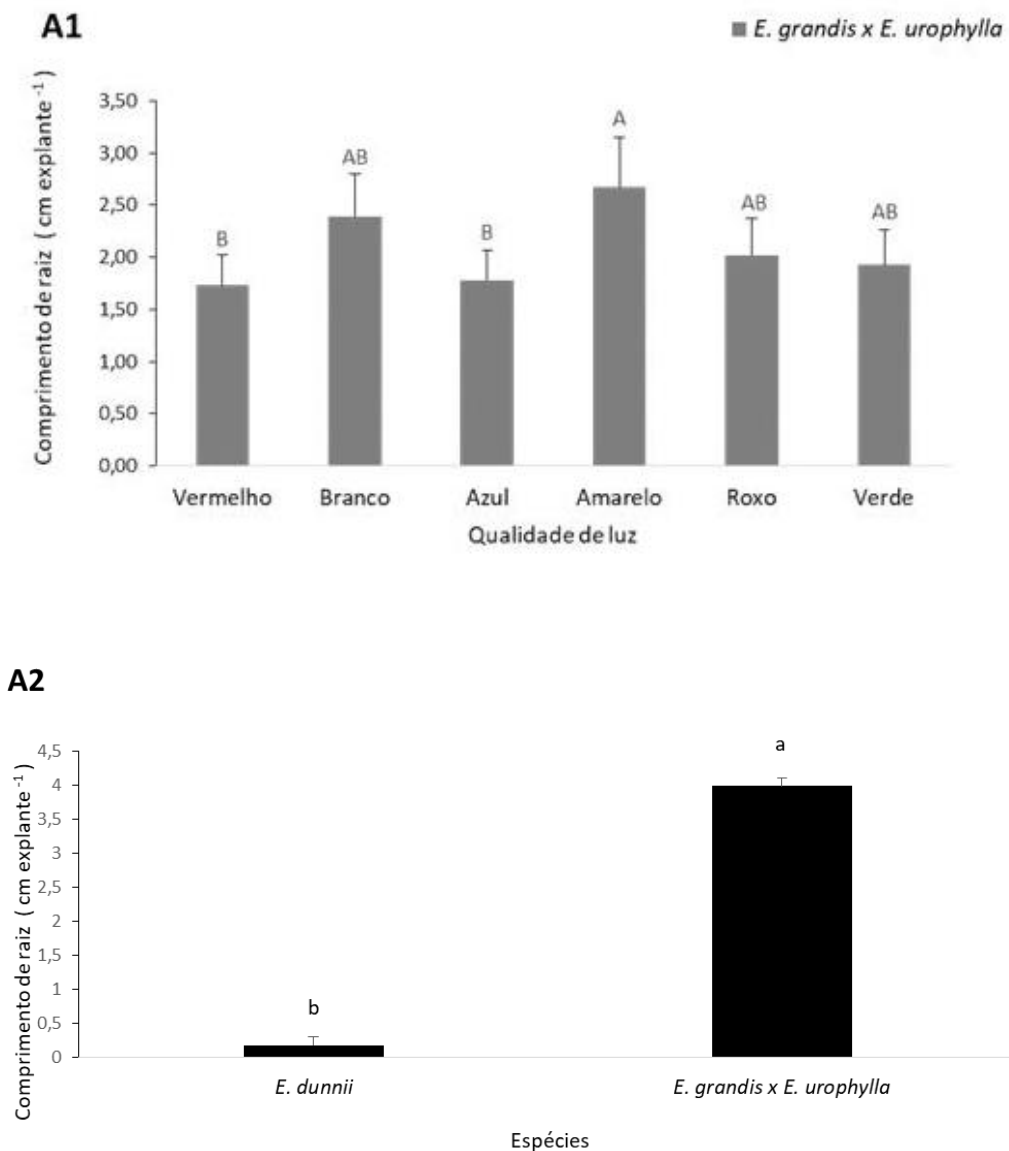 A1
E. grandis x E. urophylla
Comprimento de raiz ( cm explante -1 )
3,50
3,00
2,50
2,00
1,50
1,00
0,50
0,00
B
AB
B
A
AB
AB
Vermelho Branco Azul Amarelo Roxo Verde
Qualidade de luz
A2
Comprimento de raiz ( cm explante -1 )
4,5
4
3,5
3
2,5
2
1,5
1
0,5
0
b
a
E. dunnii E. grandis x E. urophylla
Espécies